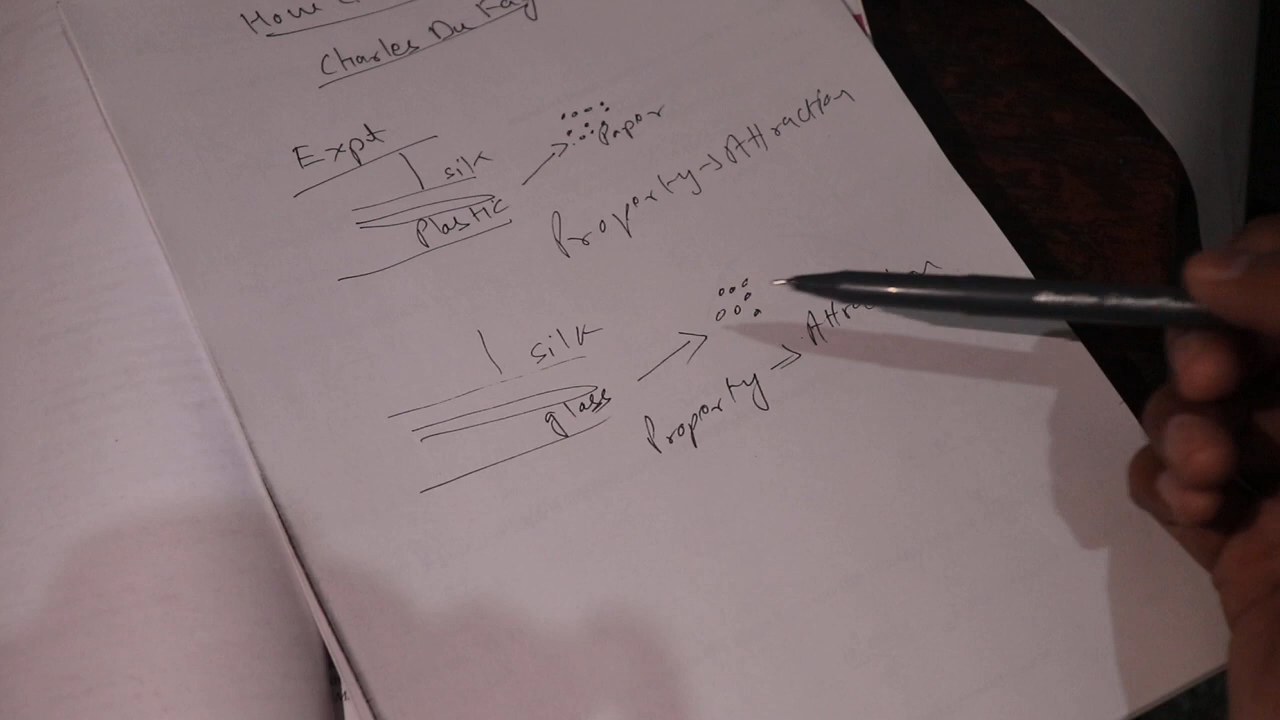 Charles Du Fay
Expt
silk
Plastic
Paper
Property → Attraction
silk
glass
Property → Attraction